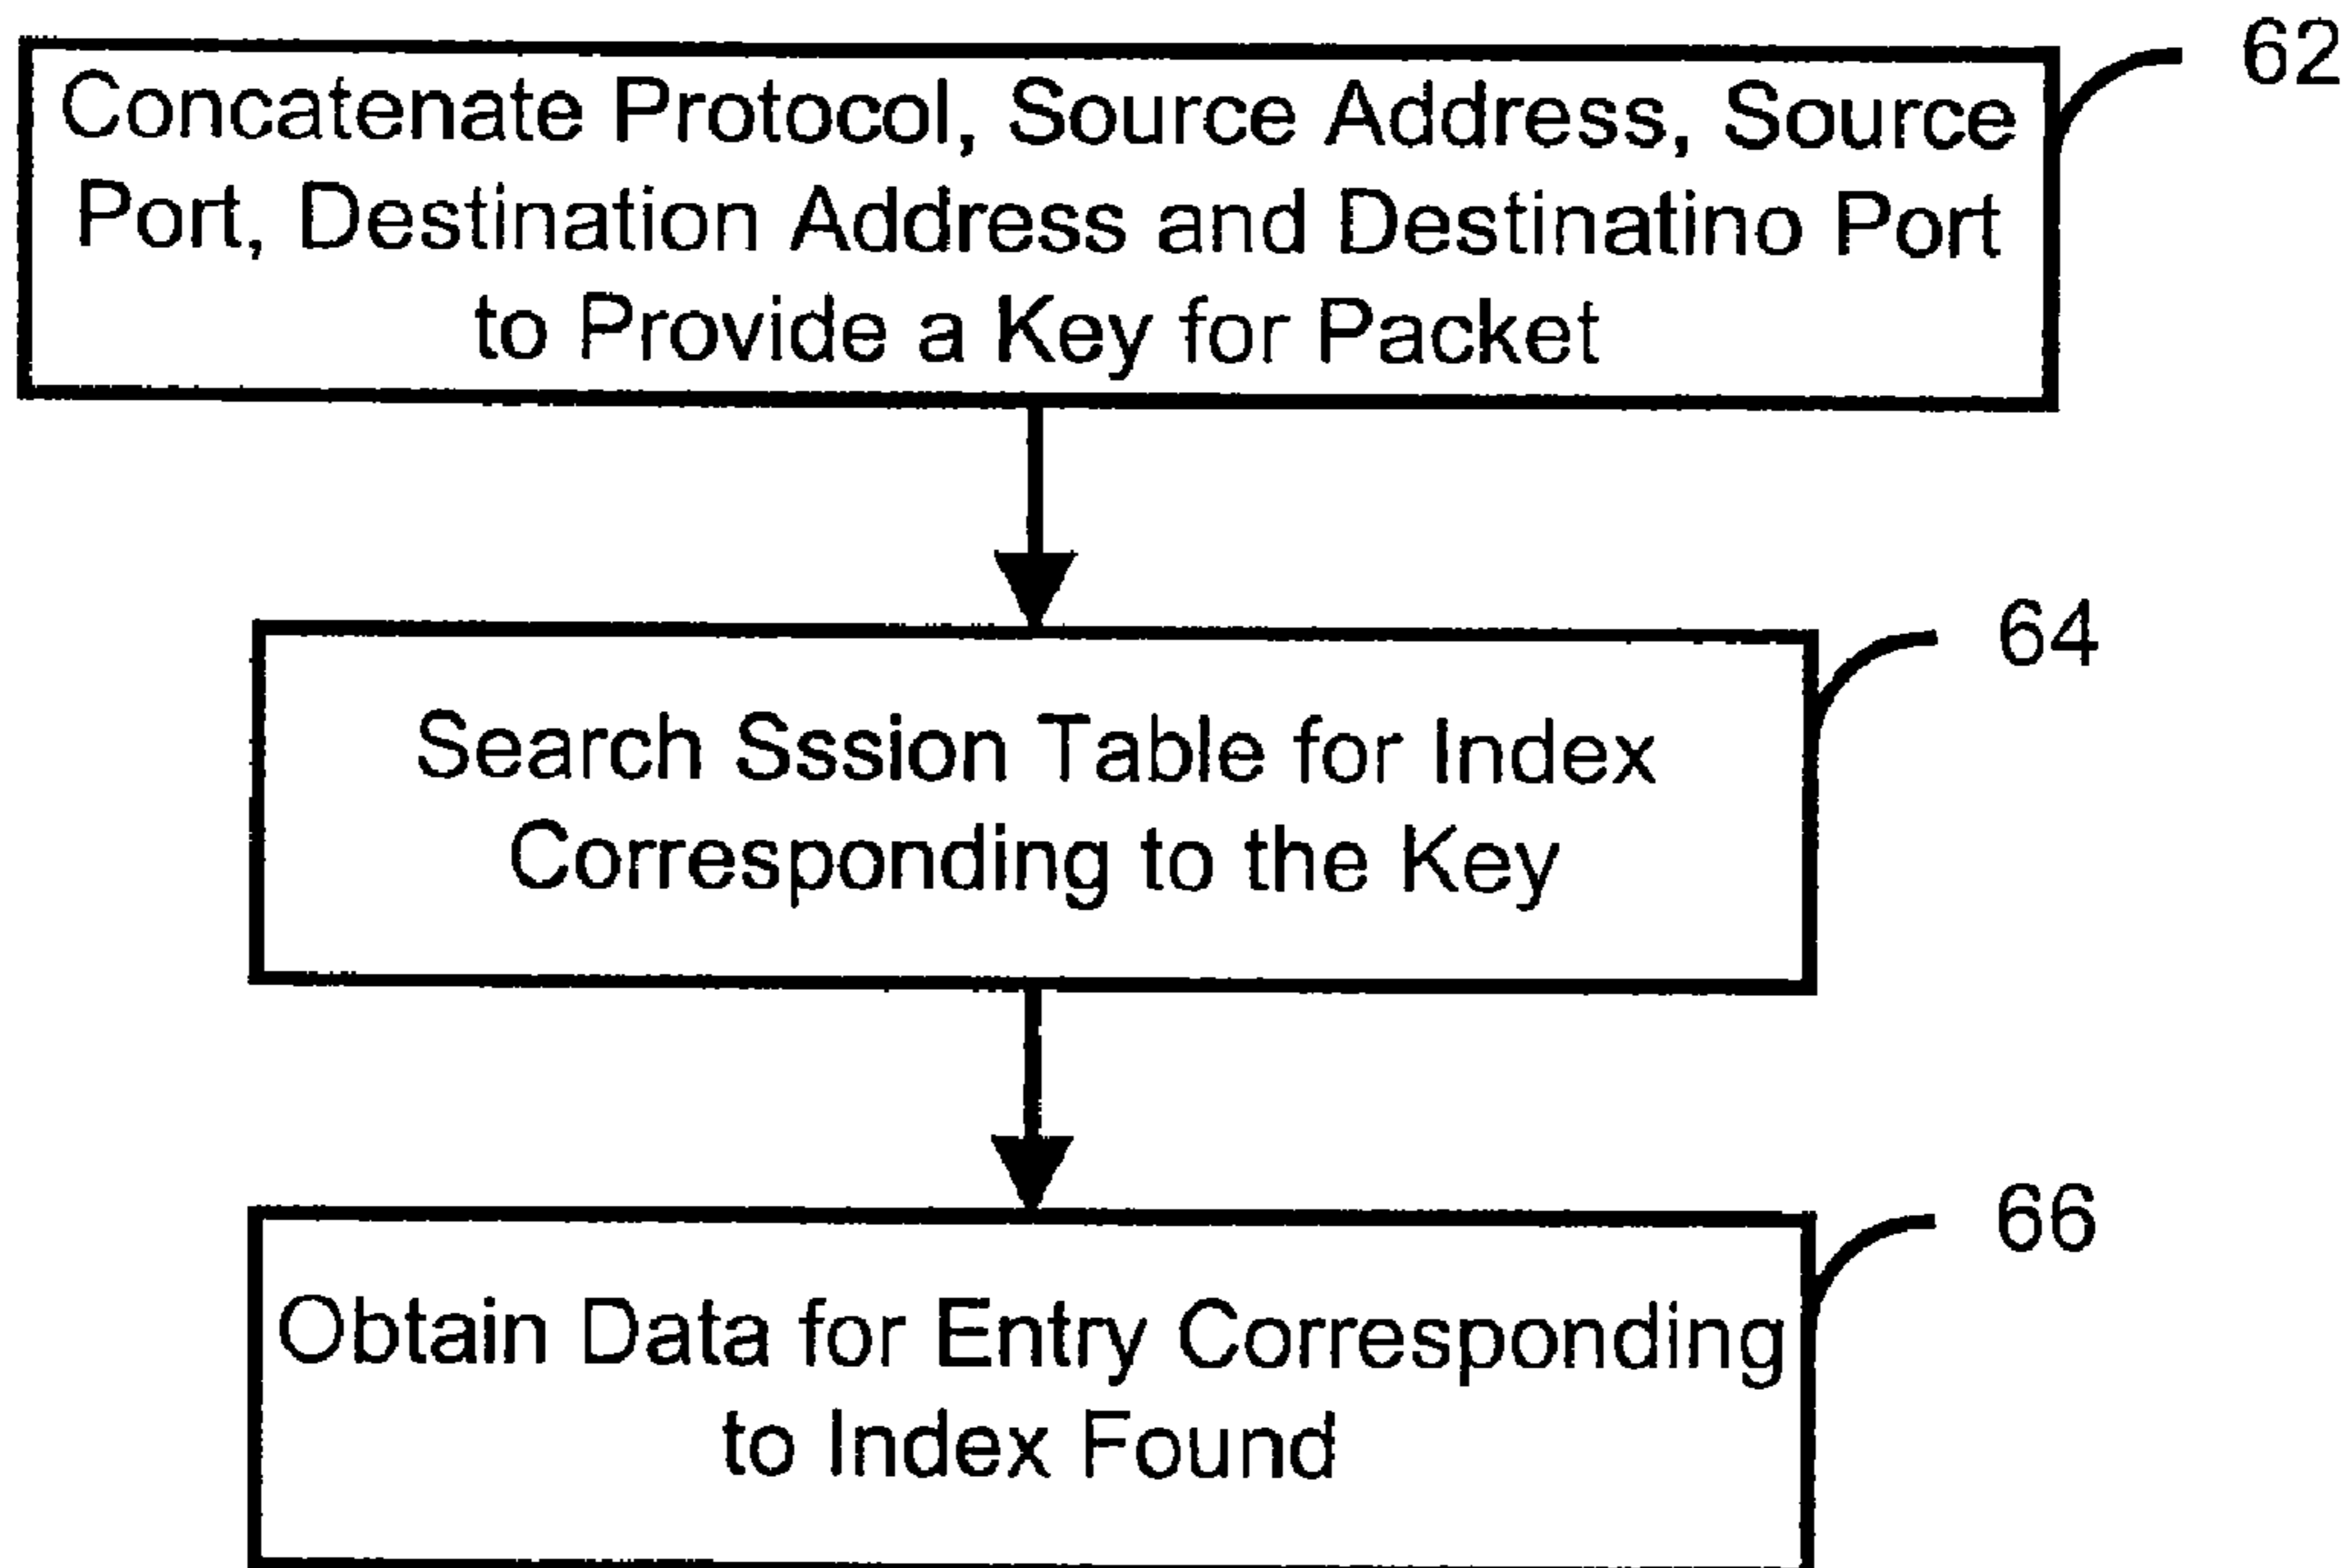 62
Concatenate Protocol, Source Address, Source
Port, Destination Address and Destinatino Port
to Provide a Key for Packet
64
Search Sssion Table for Index
Corresponding to the Key
66
Obtain Data for Entry Corresponding
to Index Found